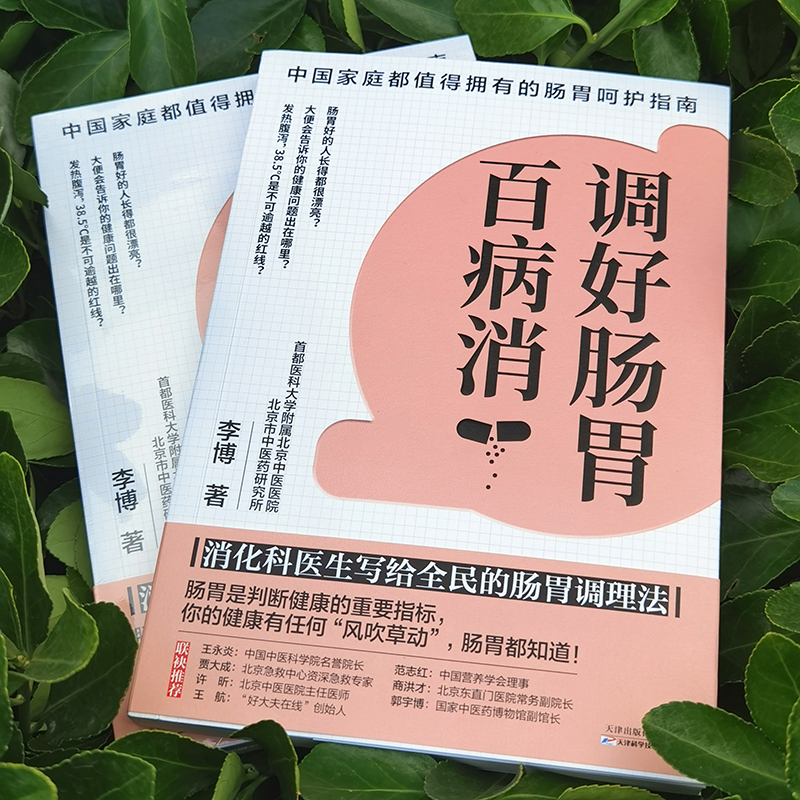 中国家庭都值得拥有的肠胃呵护指南
肠胃好的人长得都很漂亮？
大便会告诉你的健康问题出在哪里？
发热腹泻，38.5℃是不可逾越的红线？
调好肠胃
百病消
首都医科大学附属北京中医医院
北京市中医药研究所
李博 著
消化科医生写给全民的肠胃调理法
肠胃是判断健康的重要指标，
你的健康有任何“风吹草动”，肠胃都知道！
联袂推荐
王永炎：中国中医科学院名誉院长
贾大成：北京急救中心资深急救专家
许 昕：北京中医医院主任医师
王 航：“好大夫在线”创始人
范志红：中国营养学会理事
商洪才：北京东直门医院常务副院长
郭宇博：国家中医药博物馆副馆长
天津出版
天津科学技
中国家庭都值得拥
肠胃好的人长得都很漂亮？
大便会告诉你的健康问题出在哪里？
发热腹泻，38.5℃是不可逾越的红线？
首都医科大学附属
北京市中医药研
李博 著